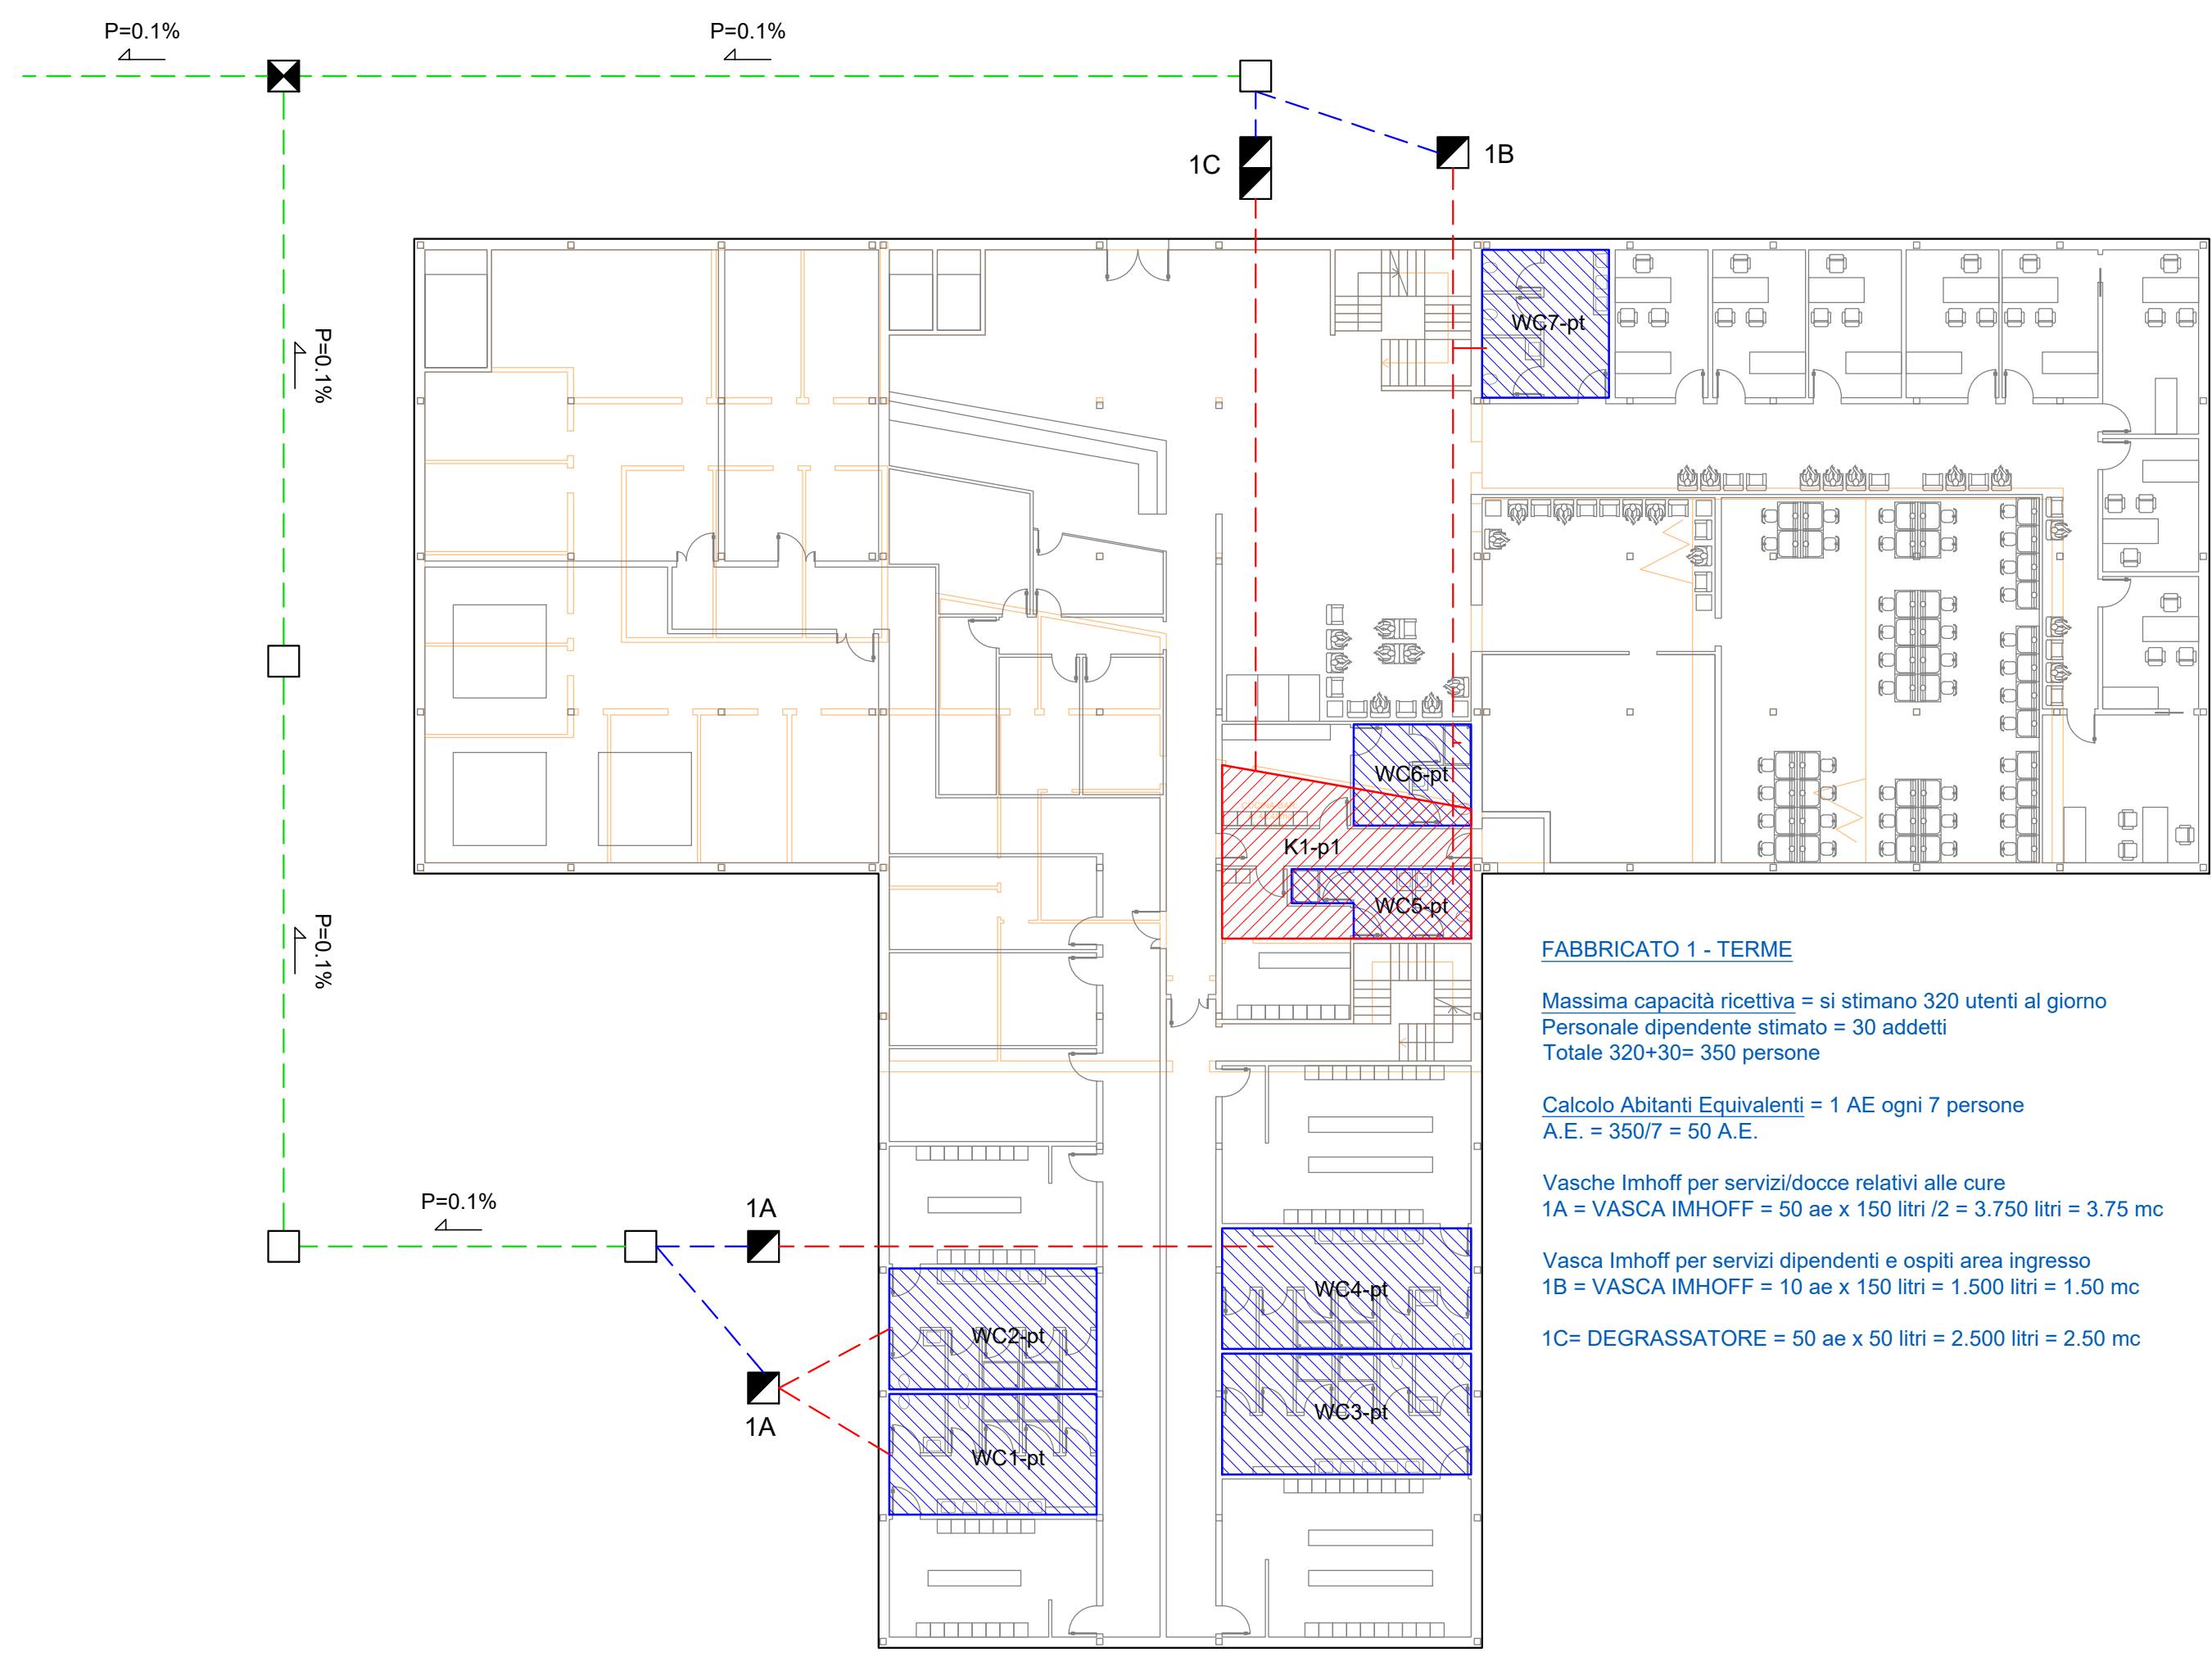 P=0.1%
P=0.1%
1C
1B
WC7-pt
P=0.1%
WC6-pt
K1-p1
WC5-pt
P=0.1%
FABBRICATO 1 - TERME
Massima capacità ricettiva = si stimano 320 utenti al giorno
Personale dipendente stimato = 30 addetti
Totale 320+30= 350 persone
Calcolo Abitanti Equivalenti = 1 AE ogni 7 persone
A.E. = 350/7 = 50 A.E.
Vasche Imhoff per servizi/docce relativi alle cure
1A = VASCA IMHOFF = 50 ae x 150 litri /2 = 3.750 litri = 3.75 mc
Vasca Imhoff per servizi dipendenti e ospiti area ingresso
1B = VASCA IMHOFF = 10 ae x 150 litri = 1.500 litri = 1.50 mc
1C= DEGRASSATORE = 50 ae x 50 litri = 2.500 litri = 2.50 mc
P=0.1%
1A
WC4-pt
WC2-pt
1A
WC3-pt
WC1-pt